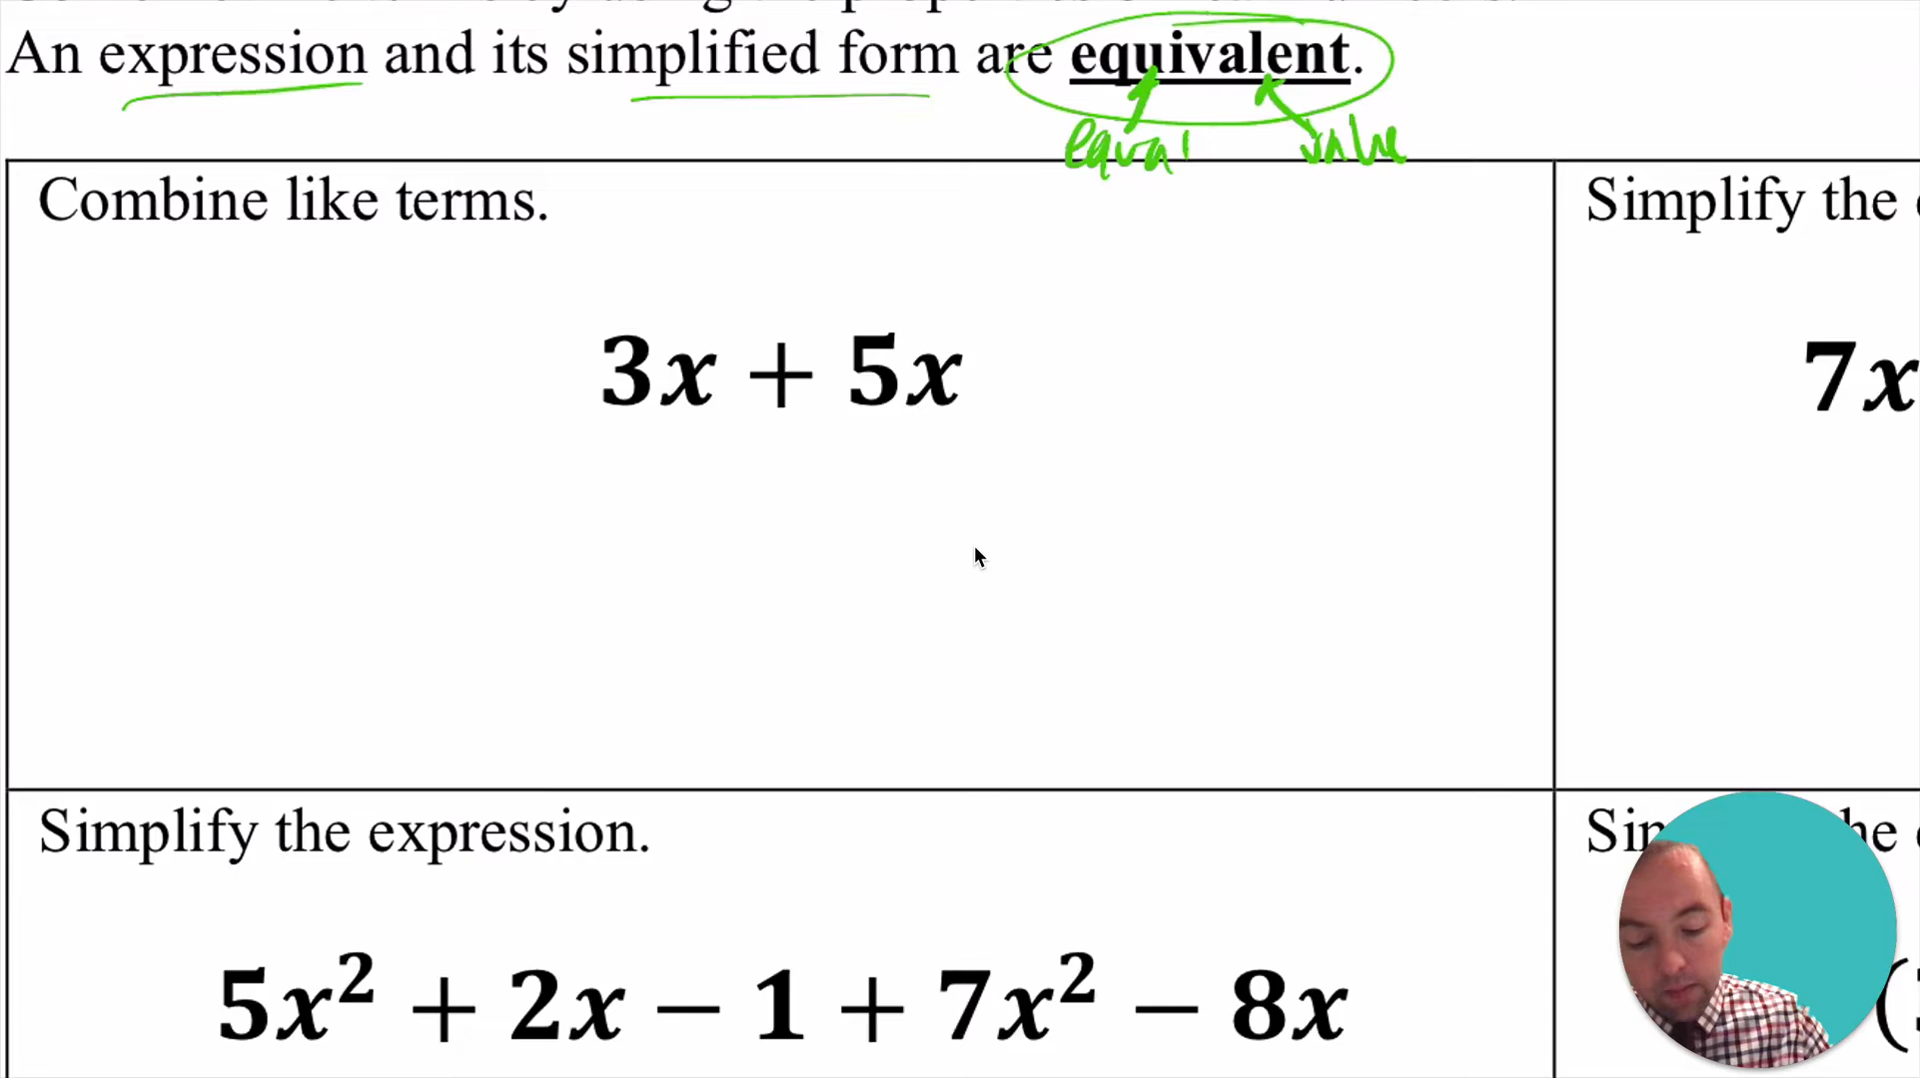 An expression and its simplified form are equivalent.
equal value
Combine like terms. Simplify the
3x + 5x 7x
Simplify the expression.
5x² + 2x − 1 + 7x² − 8x